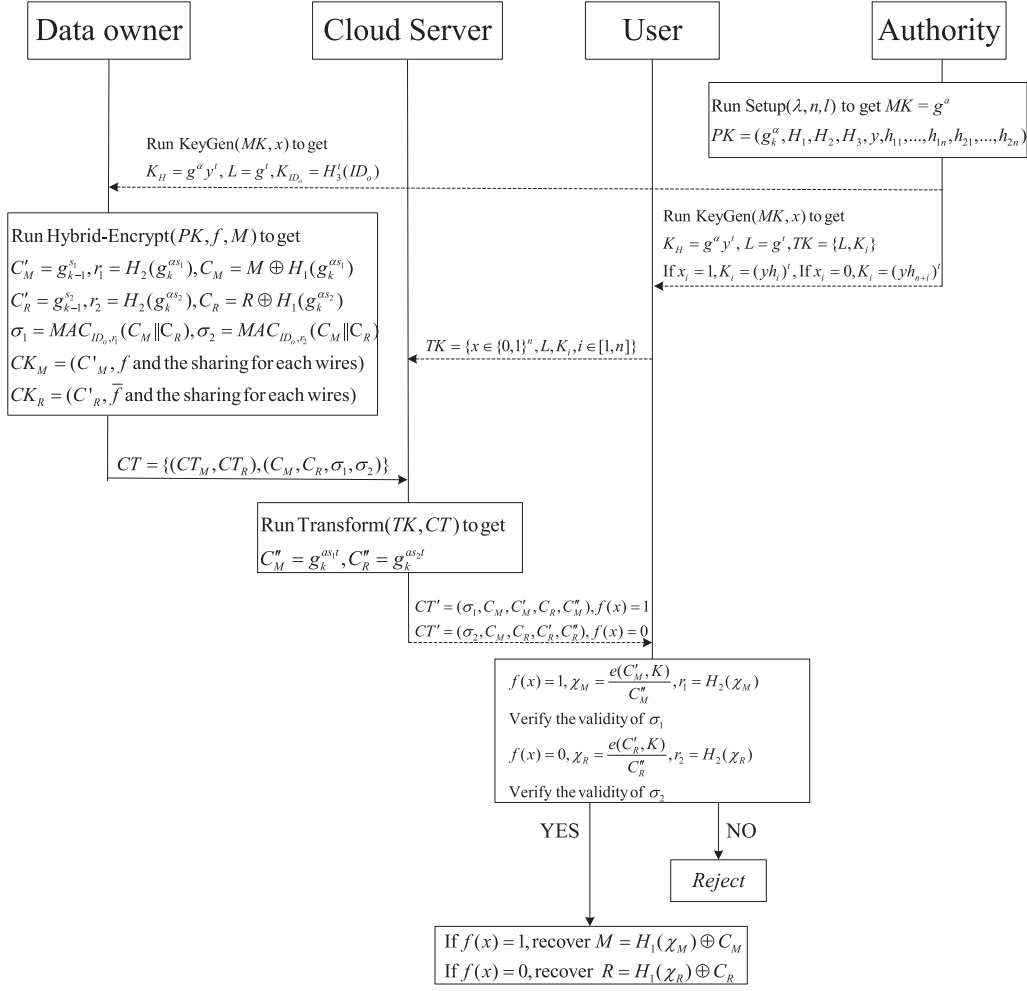 Data owner
Cloud Server
User
Authority
Run Setup(λ, n, l) to get MK = g^a
PK = (g_k^α, H_1, H_2, H_3, y, h_11, ..., h_1n, h_21, ..., h_2n)
Run KeyGen(MK, x) to get
K_H = g^α y^t, L = g^t, K_{ID_o} = H_3^t(ID_o)
Run KeyGen(MK, x) to get
K_H = g^α y^t, L = g^t, TK = {L, K_i}
If x_i = 1, K_i = (yh_i)^t, If x_i = 0, K_i = (yh_{n+i})^t
Run Hybrid-Encrypt(PK, f, M) to get
C'_M = g_{k-1}^{s_1}, r_1 = H_2(g_k^{αs_1}), C_M = M ⊕ H_1(g_k^{αs_1})
C'_R = g_{k-1}^{s_2}, r_2 = H_2(g_k^{αs_2}), C_R = R ⊕ H_1(g_k^{αs_2})
σ_1 = MAC_{ID_o, r_1}(C_M||C_R), σ_2 = MAC_{ID_o, r_2}(C_M||C_R)
CK_M = (C'_M, f and the sharing for each wires)
CK_R = (C'_R, f̅ and the sharing for each wires)
TK = {x ∈ {0,1}^n, L, K_i, i ∈ [1, n]}
CT = {(CT_M, CT_R), (C_M, C_R, σ_1, σ_2)}
Run Transform(TK, CT) to get
C''_M = g_k^{as_1t}, C''_R = g_k^{as_2t}
CT' = (σ_1, C_M, C'_M, C_R, C''_M), f(x) = 1
CT' = (σ_2, C_M, C_R, C'_R, C''_R), f(x) = 0
f(x) = 1, χ_M = e(C'_M, K)/C''_M, r_1 = H_2(χ_M)
Verify the validity of σ_1
f(x) = 0, χ_R = e(C'_R, K)/C''_R, r_2 = H_2(χ_R)
Verify the validity of σ_2
YES
NO
Reject
If f(x) = 1, recover M = H_1(χ_M) ⊕ C_M
If f(x) = 0, recover R = H_1(χ_R) ⊕ C_R